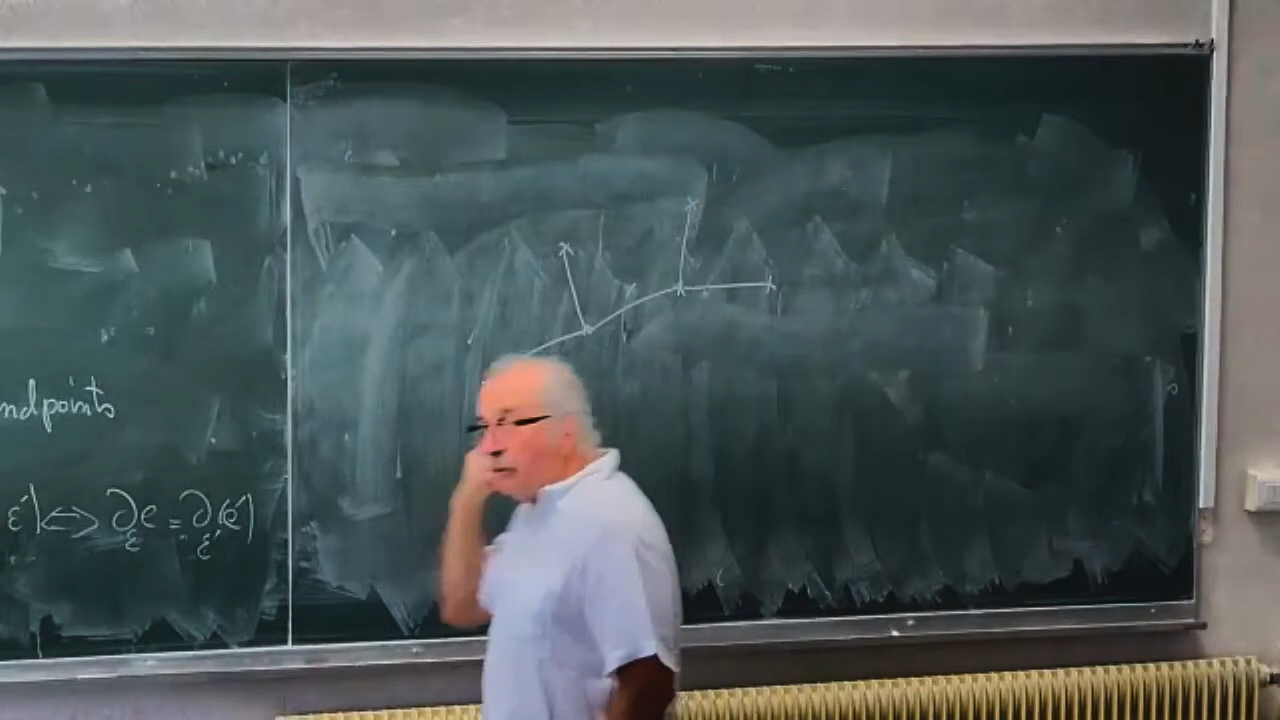 ndpoints
ε')⇔ ∂_ε e = ∂_ε'(e')